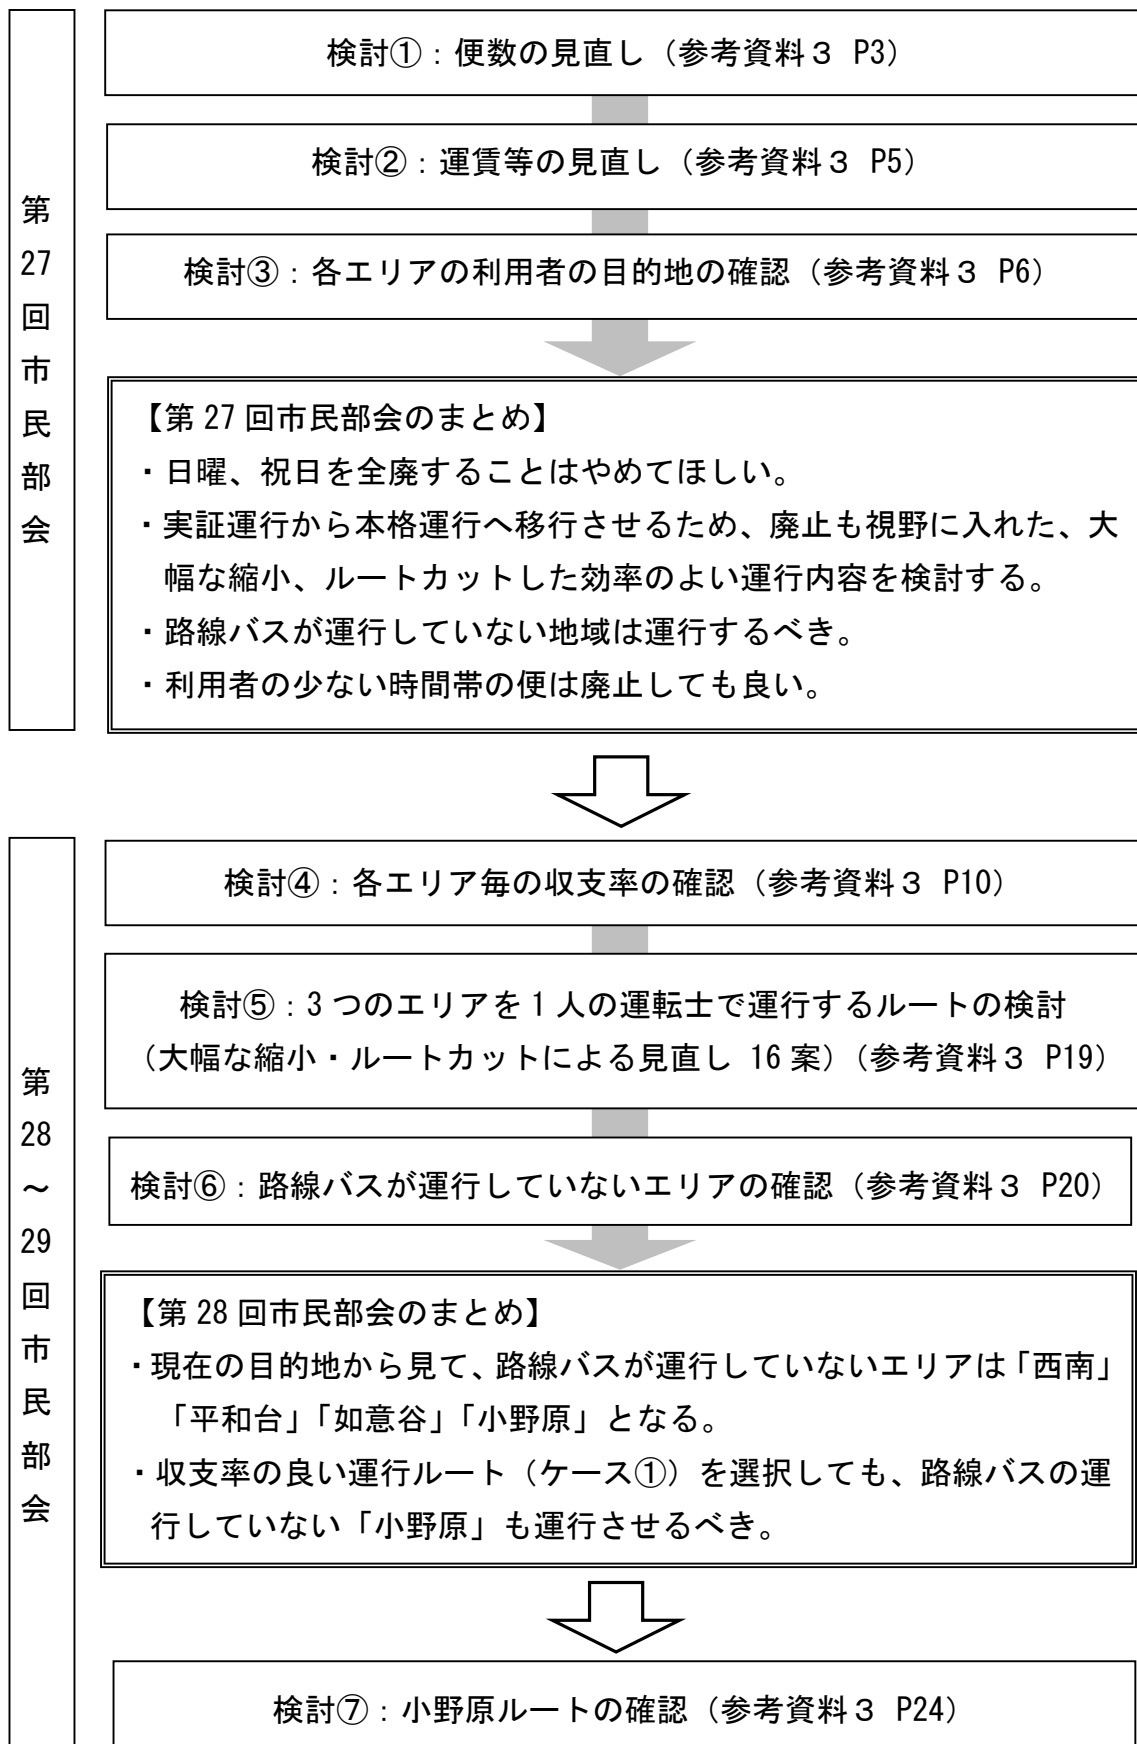 第27回市民部会
検討①:便数の見直し(参考資料3 P3)
検討②:運賃等の見直し(参考資料3 P5)
検討③:各エリアの利用者の目的地の確認(参考資料3 P6)
【第27回市民部会のまとめ】
・日曜、祝日を全廃することはやめてほしい。
・実証運行から本格運行へ移行させるため、廃止も視野に入れた、大
幅な縮小、ルートカットした効率のよい運行内容を検討する。
・路線バスが運行していない地域は運行するべき。
・利用者の少ない時間帯の便は廃止しても良い。
第28~29回市民部会
検討④:各エリア毎の収支率の確認(参考資料3 P10)
検討⑤:3つのエリアを1人の運転士で運行するルートの検討
(大幅な縮小・ルートカットによる見直し 16案)(参考資料3 P19)
検討⑥:路線バスが運行していないエリアの確認(参考資料3 P20)
【第28回市民部会のまとめ】
・現在の目的地から見て、路線バスが運行していないエリアは「西南」
「平和台」「如意谷」「小野原」となる。
・収支率の良い運行ルート(ケース①)を選択しても、路線バスの運
行していない「小野原」も運行させるべき。
検討⑦:小野原ルートの確認(参考資料3 P24)